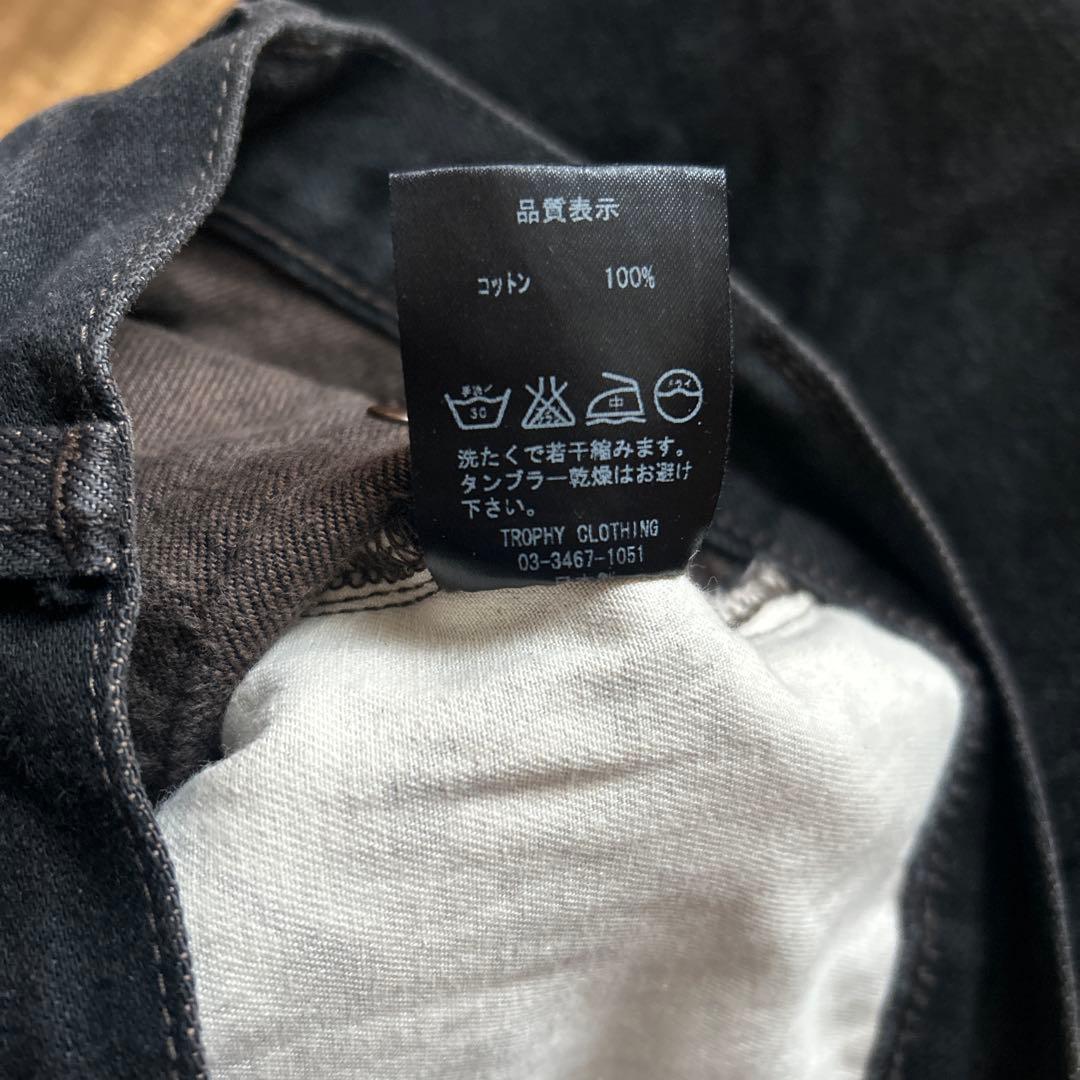 品質表示
コットン 100%
手洗イ
30
中
ドライ
洗たくで若干縮みます。
タンブラー乾燥はお避け
下さい。
TROPHY CLOTHING
03-3467-1051